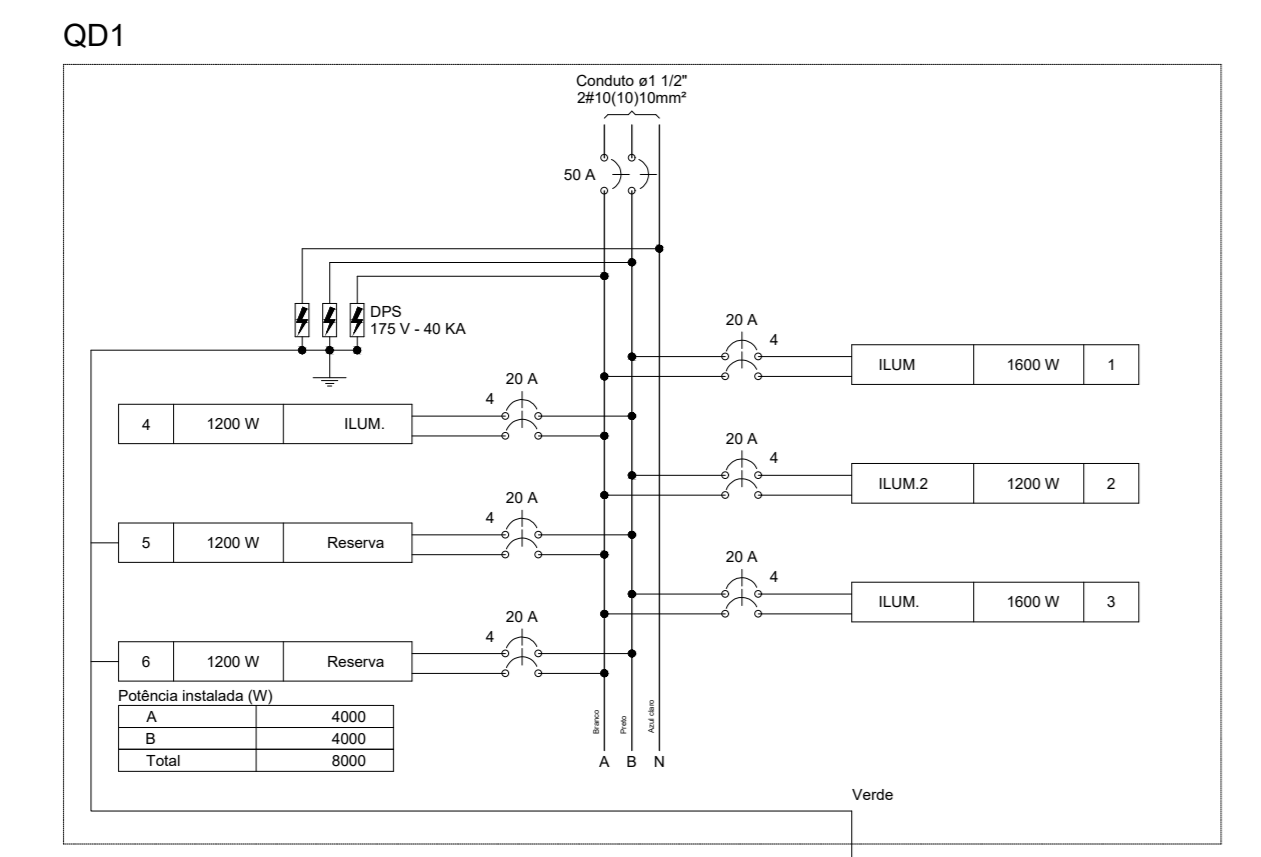 QD1
Conduto ø1 1/2"
2#10(10)10mm²
50 A
DPS
175 V - 40 KA
20 A
4
ILUM 1600 W 1
20 A
4
4 1200 W ILUM.
20 A
4
ILUM.2 1200 W 2
20 A
4
5 1200 W Reserva
20 A
4
ILUM. 1600 W 3
20 A
4
6 1200 W Reserva
Potência instalada (W)
A 4000
B 4000
Total 8000
Branco
Preto
Azul claro
A B N
Verde